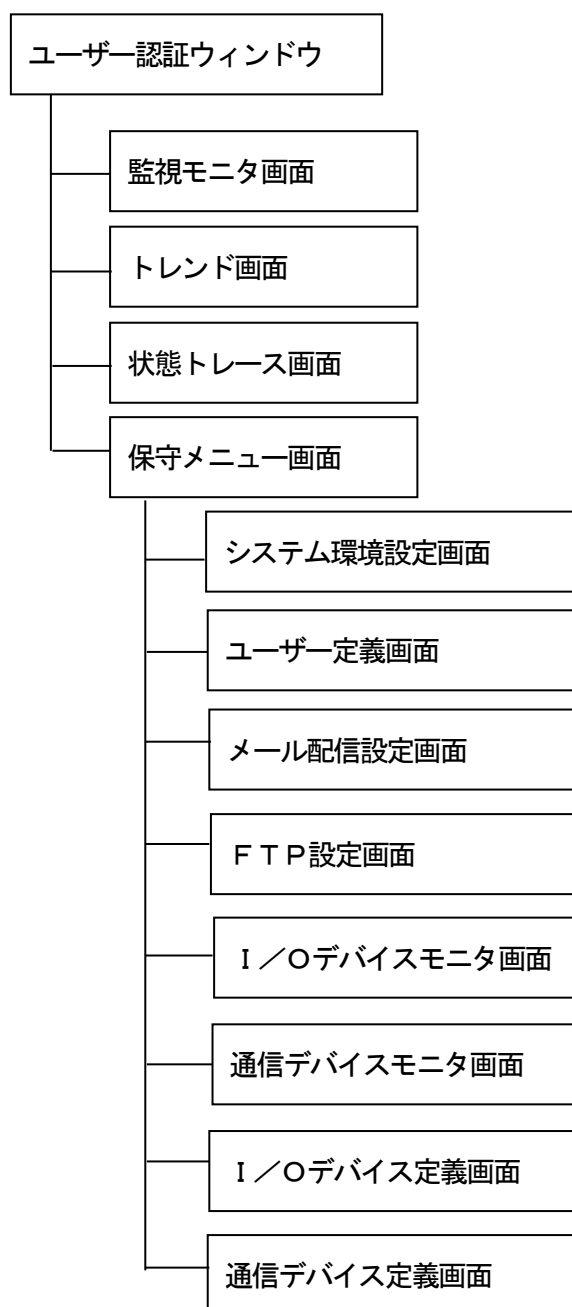 ユーザー認証ウィンドウ
監視モニタ画面
トレンド画面
状態トレース画面
保守メニュー画面
システム環境設定画面
ユーザー定義画面
メール配信設定画面
ＦＴＰ設定画面
Ｉ／Ｏデバイスモニタ画面
通信デバイスモニタ画面
Ｉ／Ｏデバイス定義画面
通信デバイス定義画面